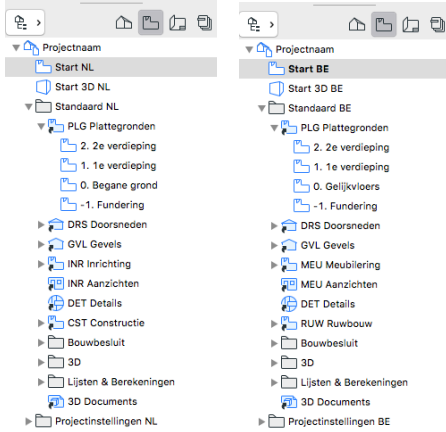 Projectnaam
Start NL
Start 3D NL
Standaard NL
PLG Plattegronden
2. 2e verdieping
1. 1e verdieping
0. Begane grond
-1. Fundering
DRS Doorsneden
GVL Gevels
INR Inrichting
INR Aanzichten
DET Details
CST Constructie
Bouwbesluit
3D
Lijsten & Berekeningen
3D Documents
Projectinstellingen NL
Projectnaam
Start BE
Start 3D BE
Standaard BE
PLG Plattegronden
2. 2e verdieping
1. 1e verdieping
0. Gelijkvloers
-1. Fundering
DRS Doorsneden
GVL Gevels
MEU Meubilering
MEU Aanzichten
DET Details
RUW Ruwbouw
Bouwbesluit
3D
Lijsten & Berekeningen
3D Documents
Projectinstellingen BE